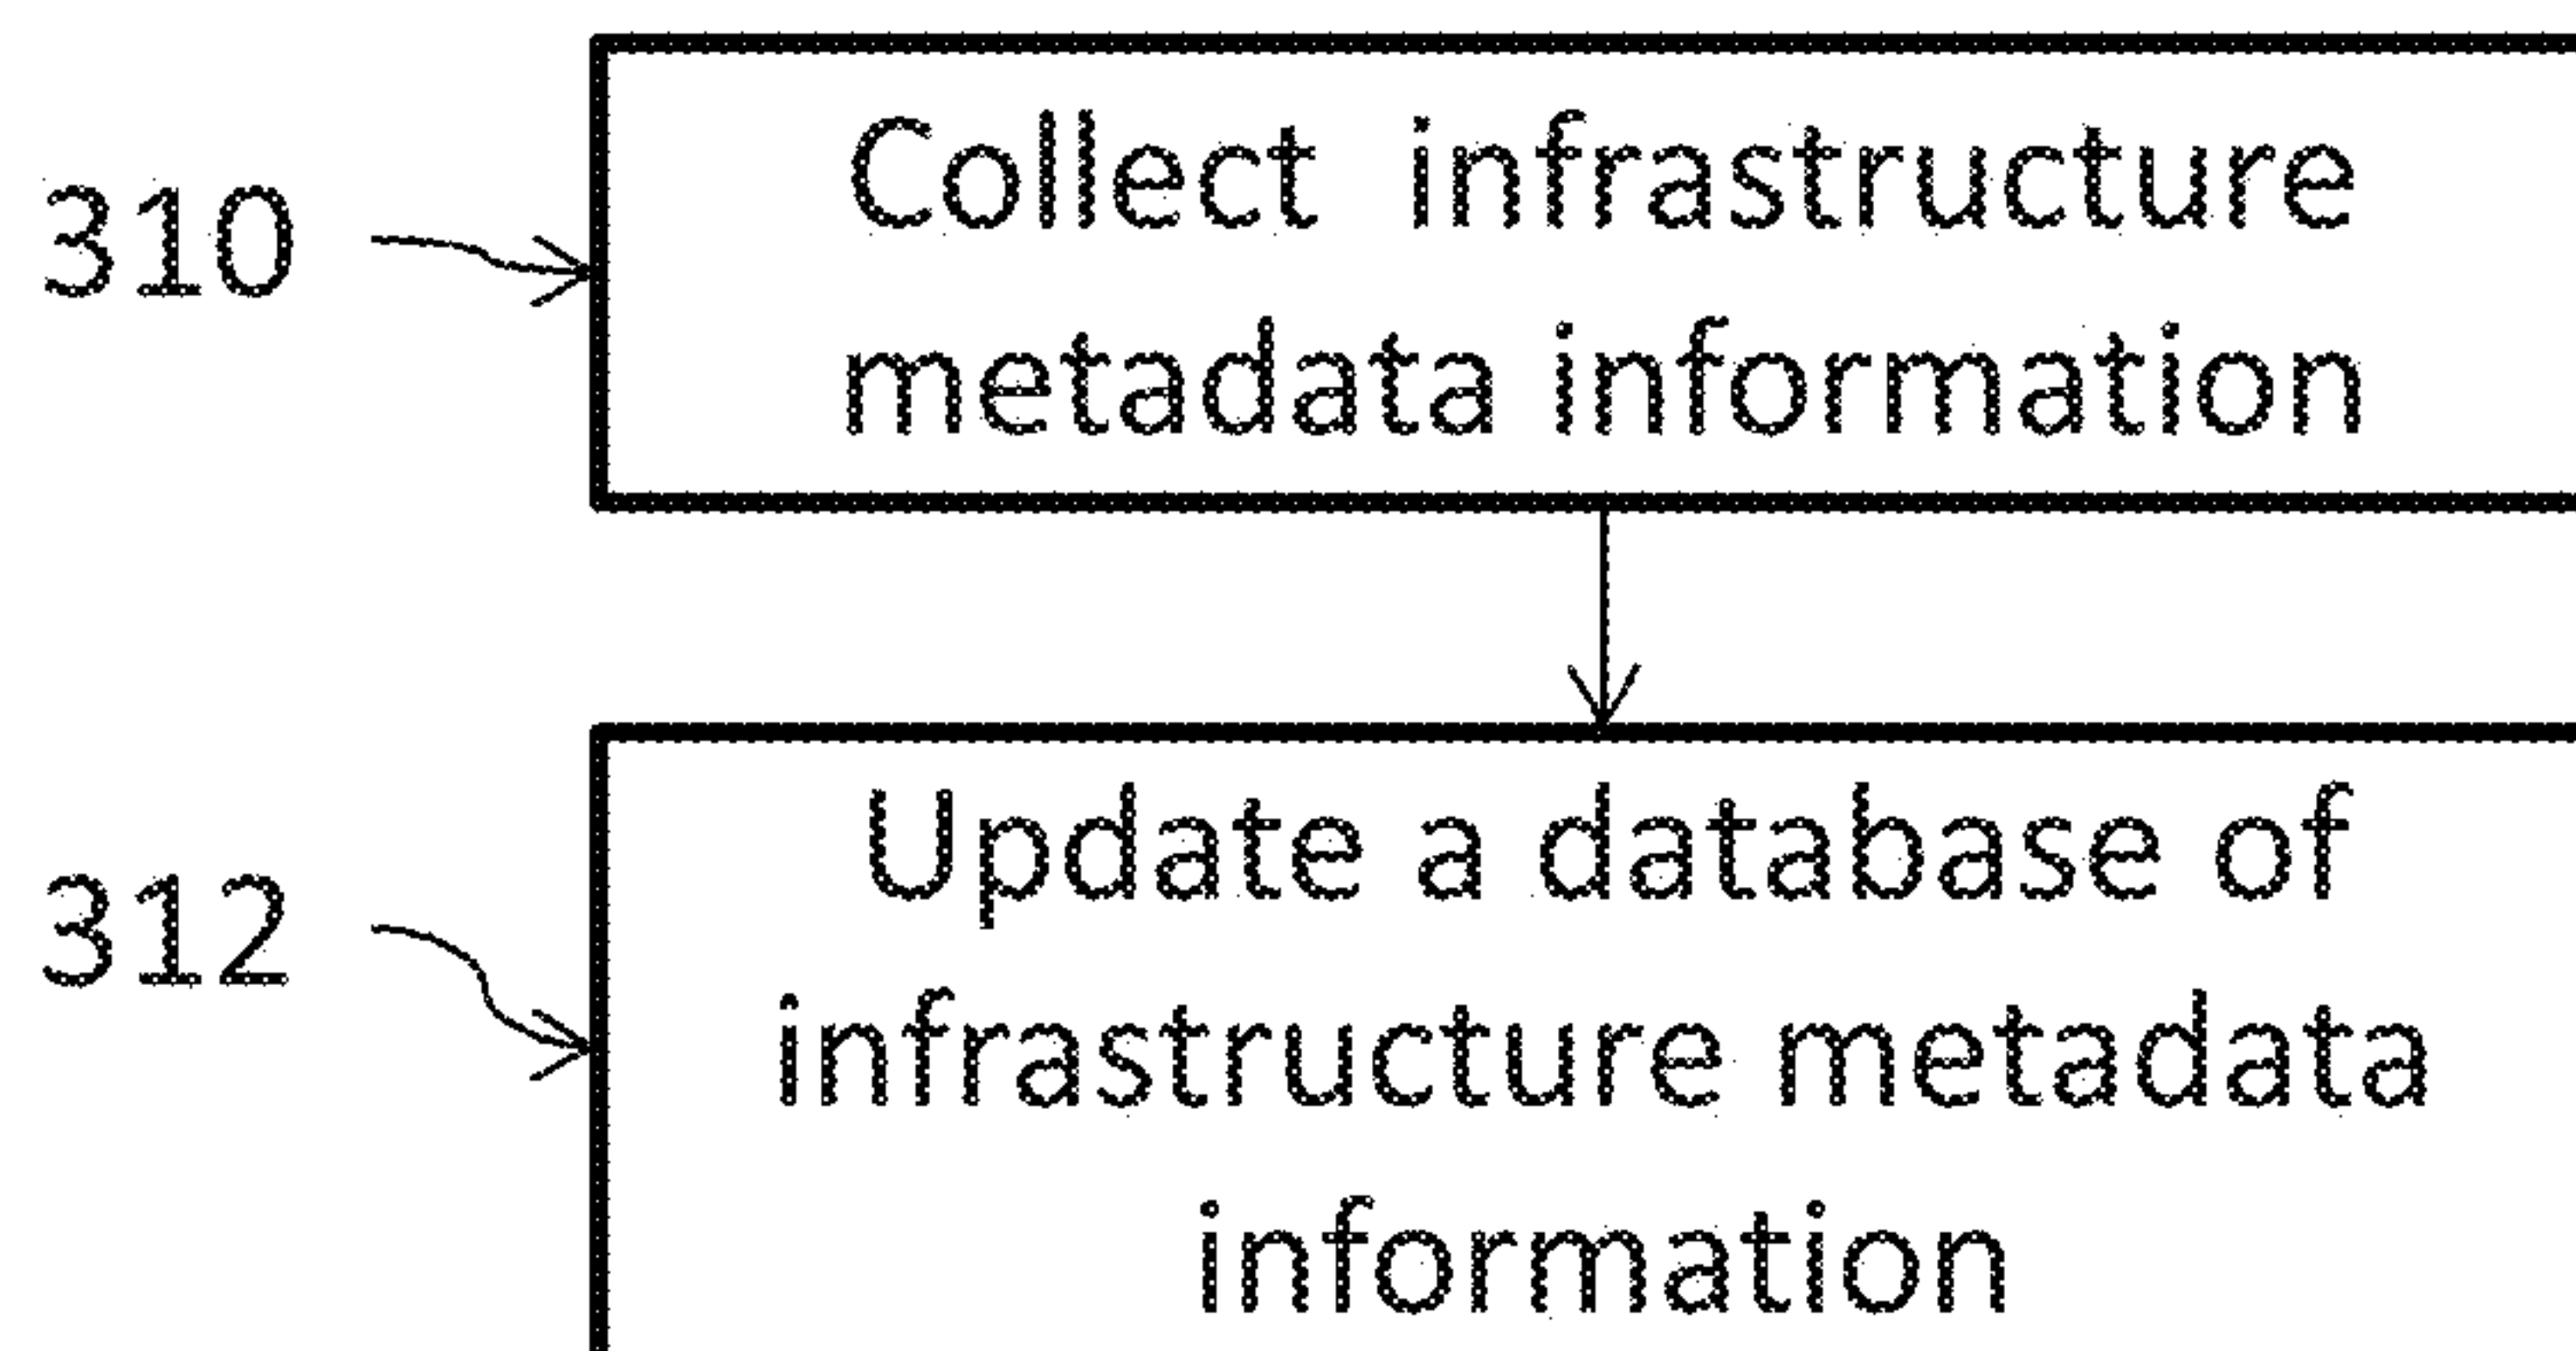 310
Collect infrastructure
metadata information
312
Update a database of
infrastructure metadata
information